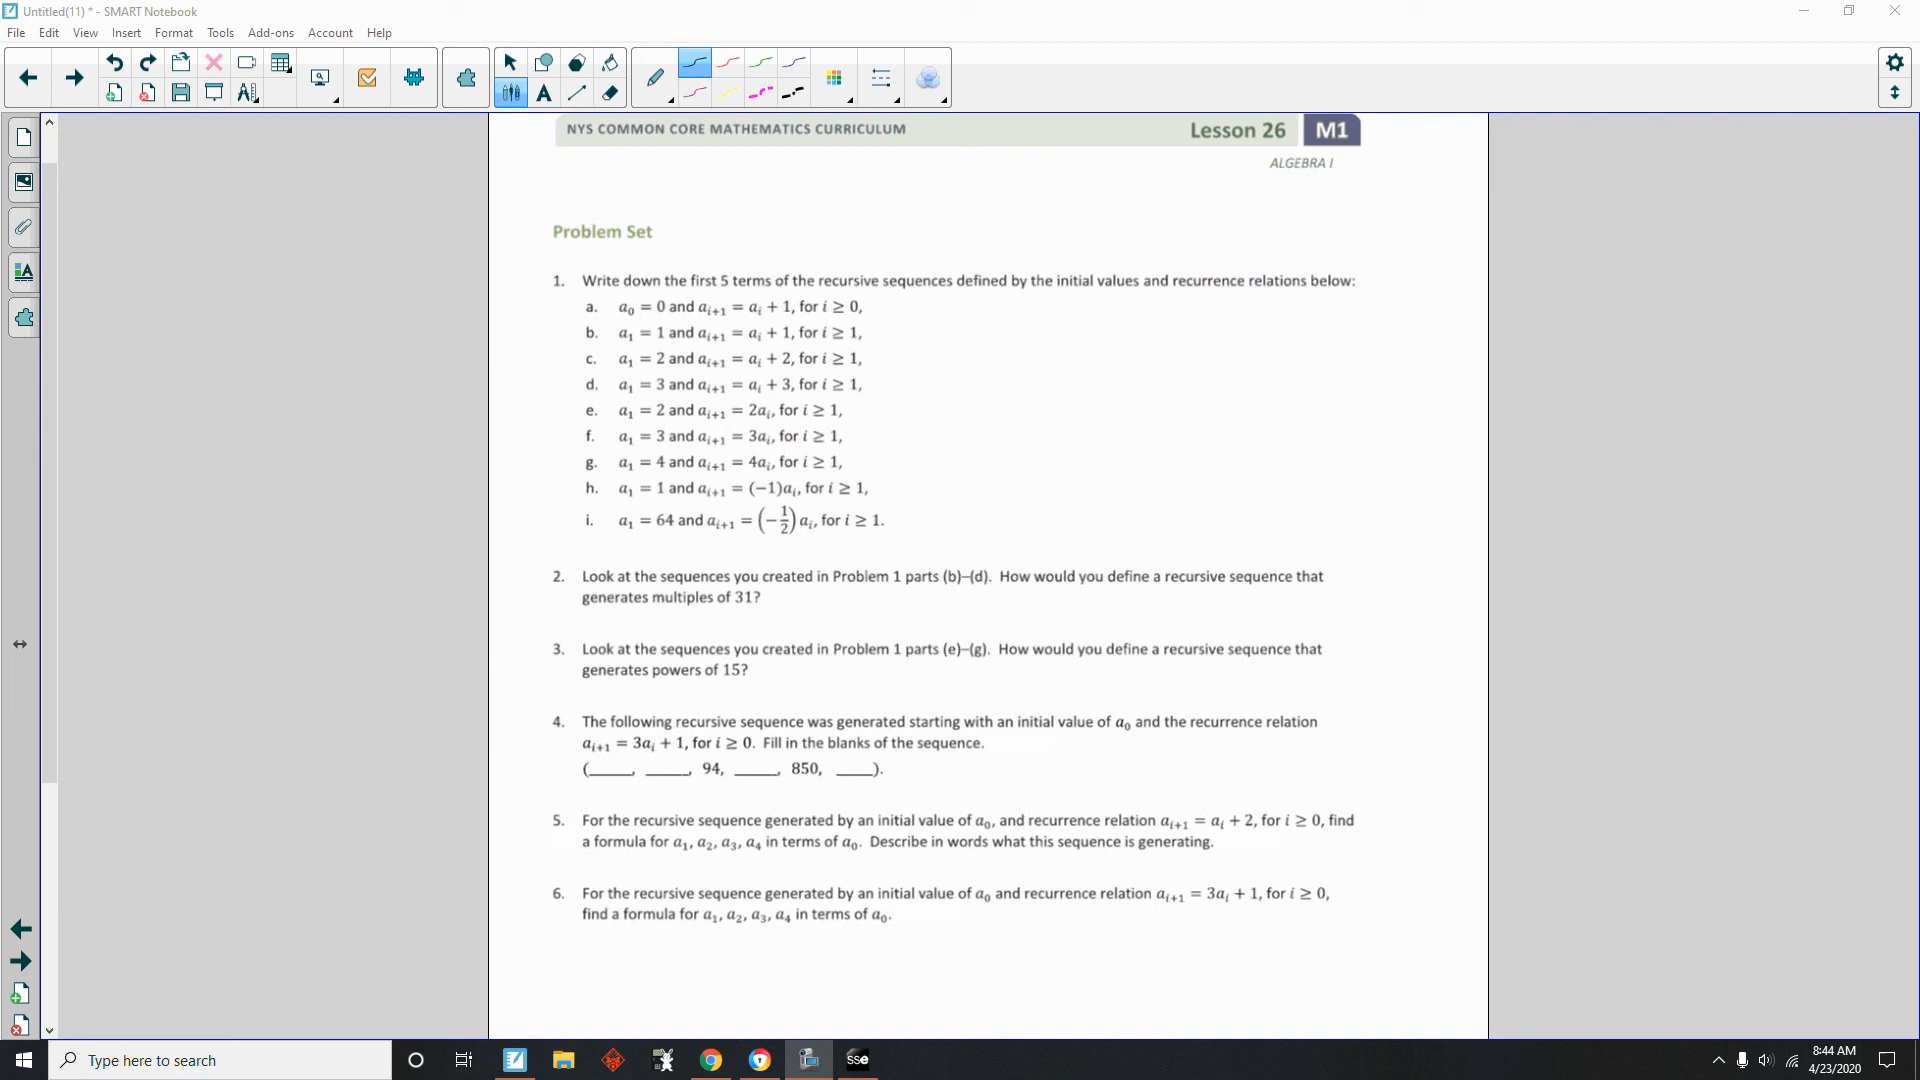 Untitled(11) * - SMART Notebook
File Edit View Insert Format Tools Add-ons Account Help
NYS COMMON CORE MATHEMATICS CURRICULUM Lesson 26 M1
ALGEBRA I
Problem Set
1. Write down the first 5 terms of the recursive sequences defined by the initial values and recurrence relations below:
a. a₀ = 0 and aᵢ₊₁ = aᵢ + 1, for i ≥ 0,
b. a₁ = 1 and aᵢ₊₁ = aᵢ + 1, for i ≥ 1,
c. a₁ = 2 and aᵢ₊₁ = aᵢ + 2, for i ≥ 1,
d. a₁ = 3 and aᵢ₊₁ = aᵢ + 3, for i ≥ 1,
e. a₁ = 2 and aᵢ₊₁ = 2aᵢ, for i ≥ 1,
f. a₁ = 3 and aᵢ₊₁ = 3aᵢ, for i ≥ 1,
g. a₁ = 4 and aᵢ₊₁ = 4aᵢ, for i ≥ 1,
h. a₁ = 1 and aᵢ₊₁ = (−1)aᵢ, for i ≥ 1,
i. a₁ = 64 and aᵢ₊₁ = (−1/2) aᵢ, for i ≥ 1.
2. Look at the sequences you created in Problem 1 parts (b)–(d). How would you define a recursive sequence that
generates multiples of 31?
3. Look at the sequences you created in Problem 1 parts (e)–(g). How would you define a recursive sequence that
generates powers of 15?
4. The following recursive sequence was generated starting with an initial value of a₀ and the recurrence relation
aᵢ₊₁ = 3aᵢ + 1, for i ≥ 0. Fill in the blanks of the sequence.
(_____, _____, 94, _____, 850, ____).
5. For the recursive sequence generated by an initial value of a₀, and recurrence relation aᵢ₊₁ = aᵢ + 2, for i ≥ 0, find
a formula for a₁, a₂, a₃, a₄ in terms of a₀. Describe in words what this sequence is generating.
6. For the recursive sequence generated by an initial value of a₀ and recurrence relation aᵢ₊₁ = 3aᵢ + 1, for i ≥ 0,
find a formula for a₁, a₂, a₃, a₄ in terms of a₀.
Type here to search
sse
8:44 AM
4/23/2020